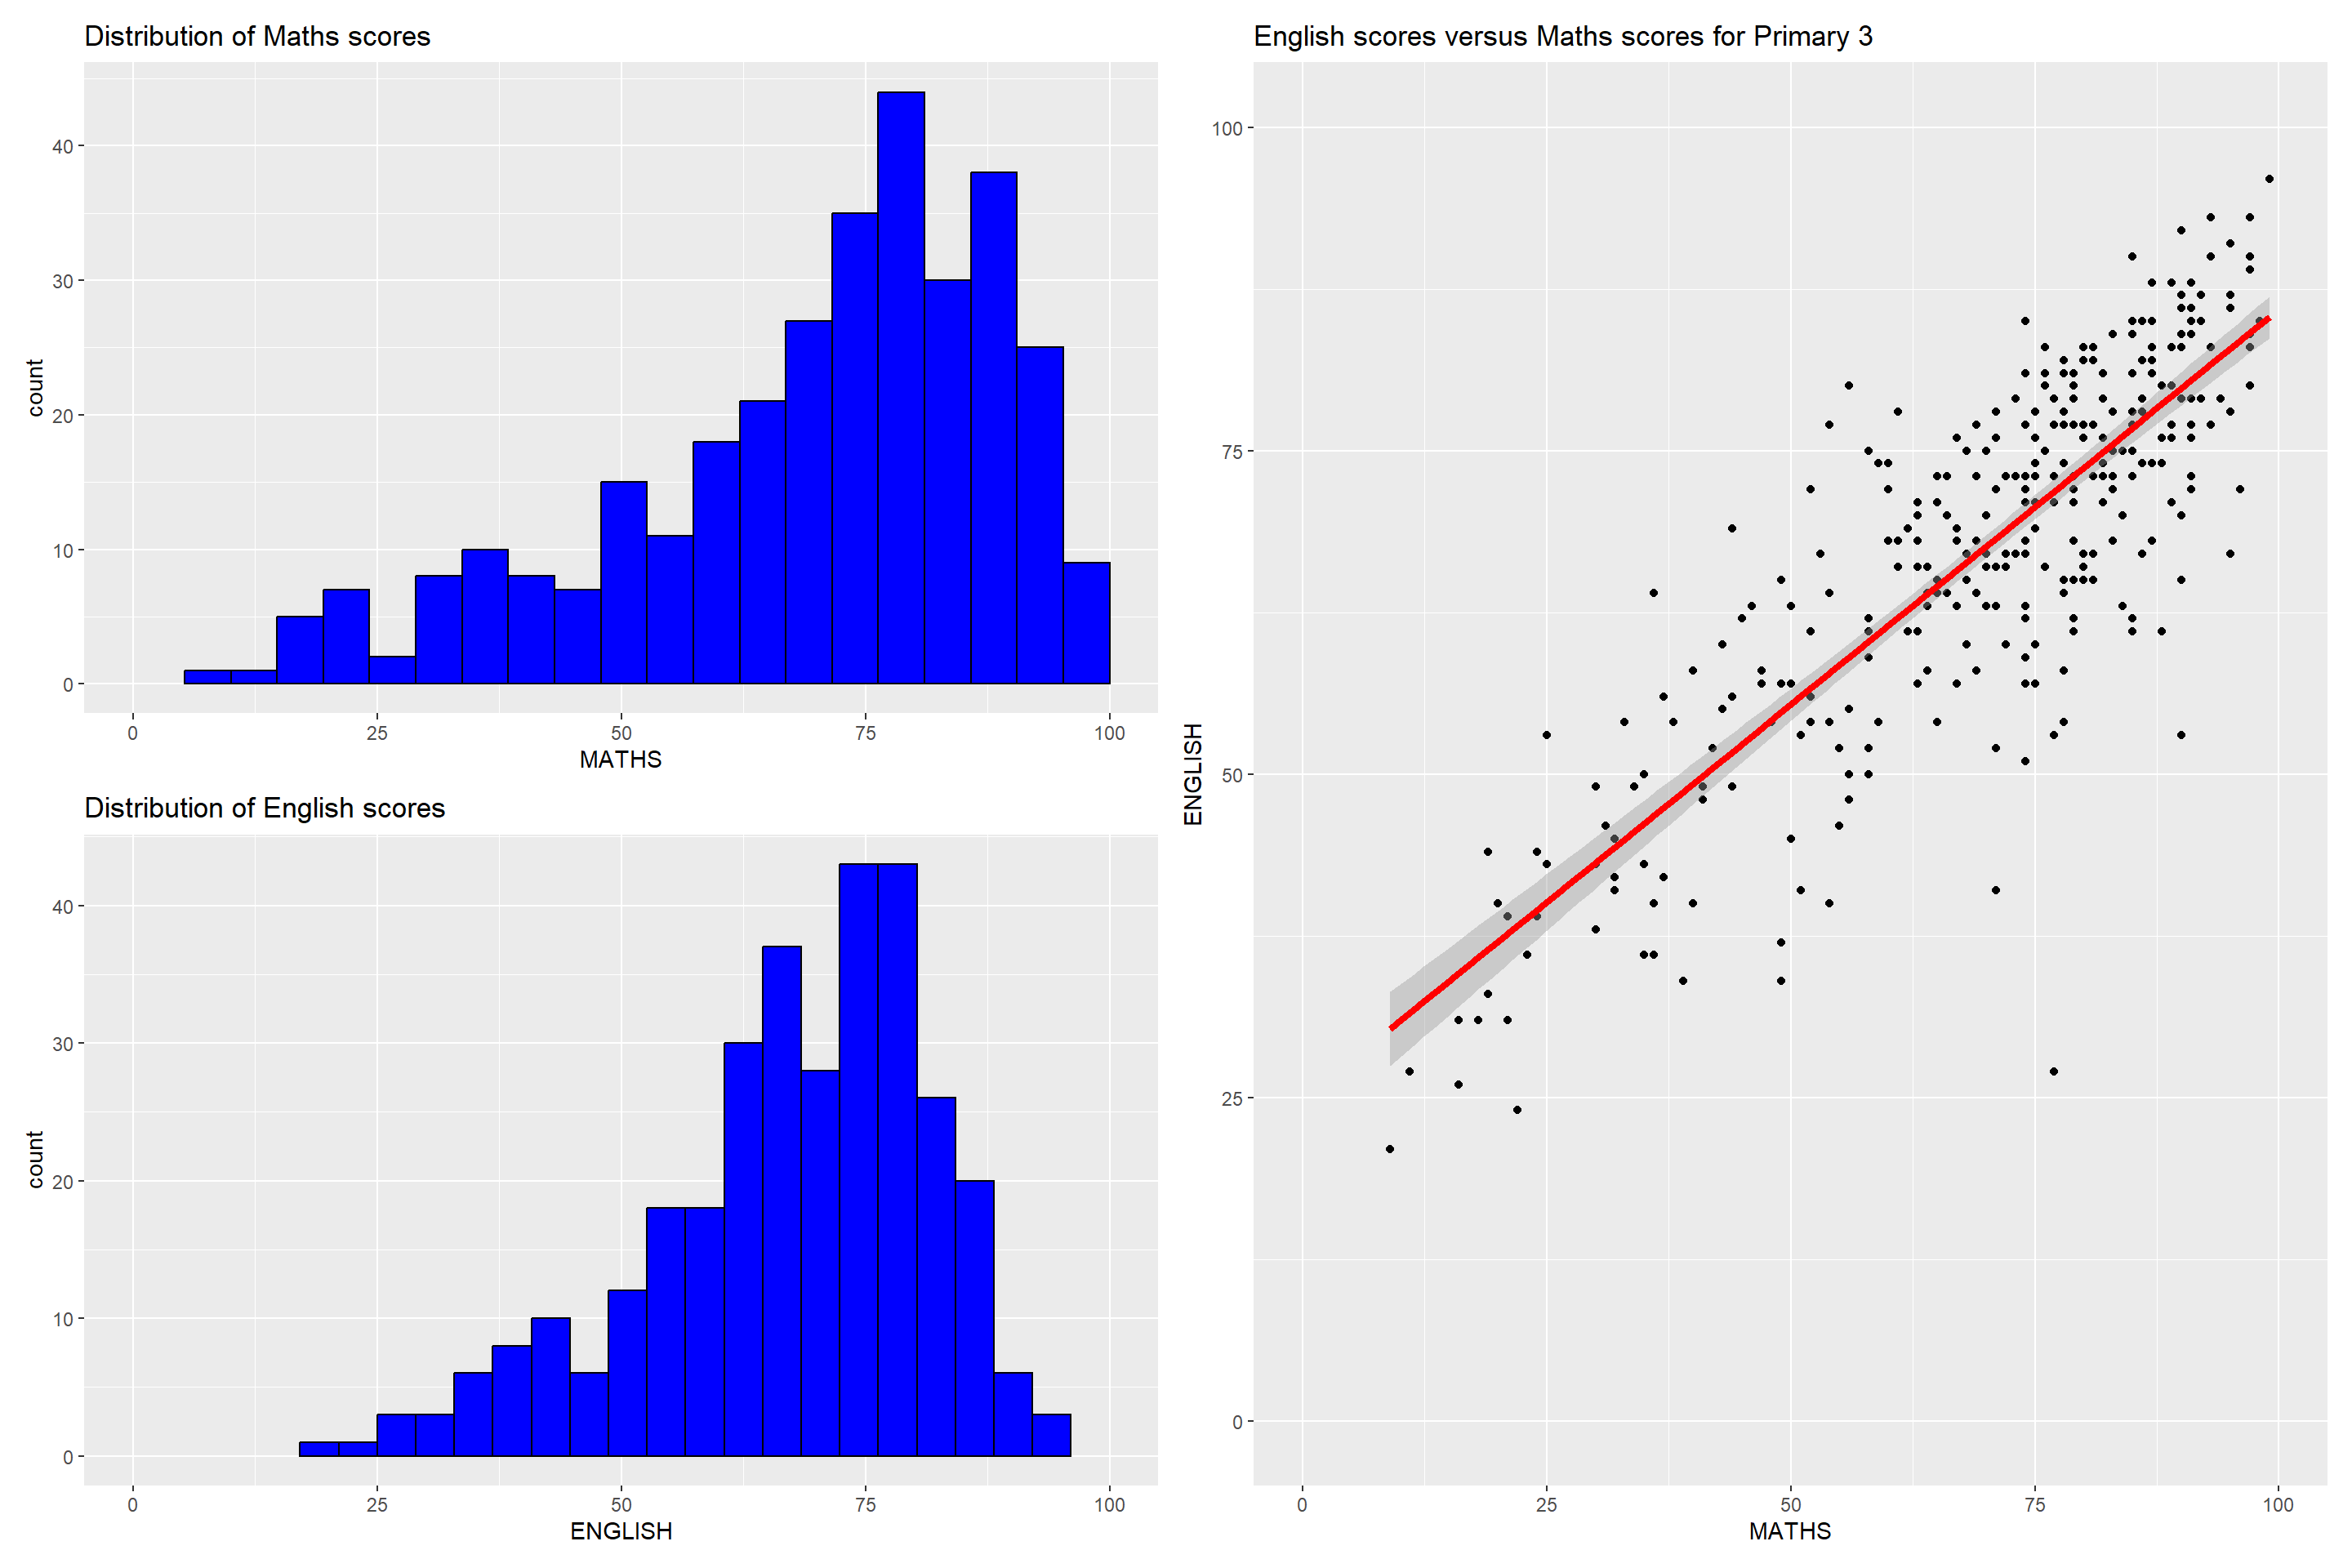 Distribution of Maths scores
count
40
30
20
10
0
0 25 50 75 100
MATHS
Distribution of English scores
count
40
30
20
10
0
0 25 50 75 100
ENGLISH
English scores versus Maths scores for Primary 3
ENGLISH
100
75
50
25
0
0 25 50 75 100
MATHS